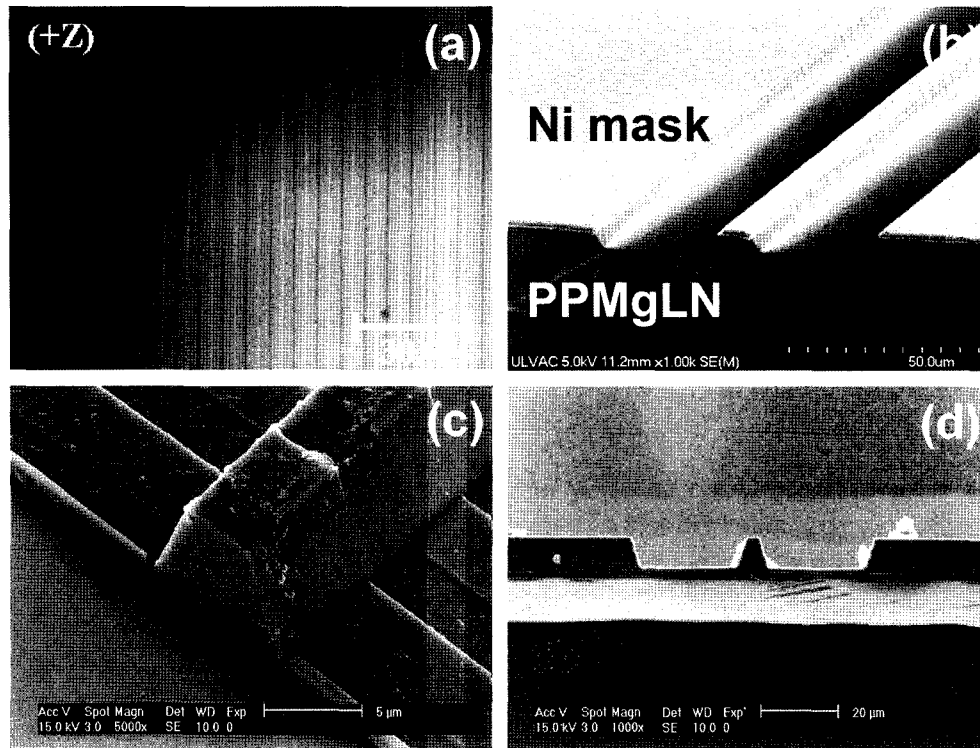 (+Z)
(a)
(b)
Ni mask
PPMgLN
ULVAC 5.0kV 11.2mm x1.00k SE(M)
50.0um
(c)
Acc V Spot Magn Det WD Exp
15.0 kV 3.0 5000x SE 10.0 0
5 µm
(d)
Acc V Spot Magn Det WD Exp
15.0 kV 3.0 1000x SE 10.0 0
20 µm